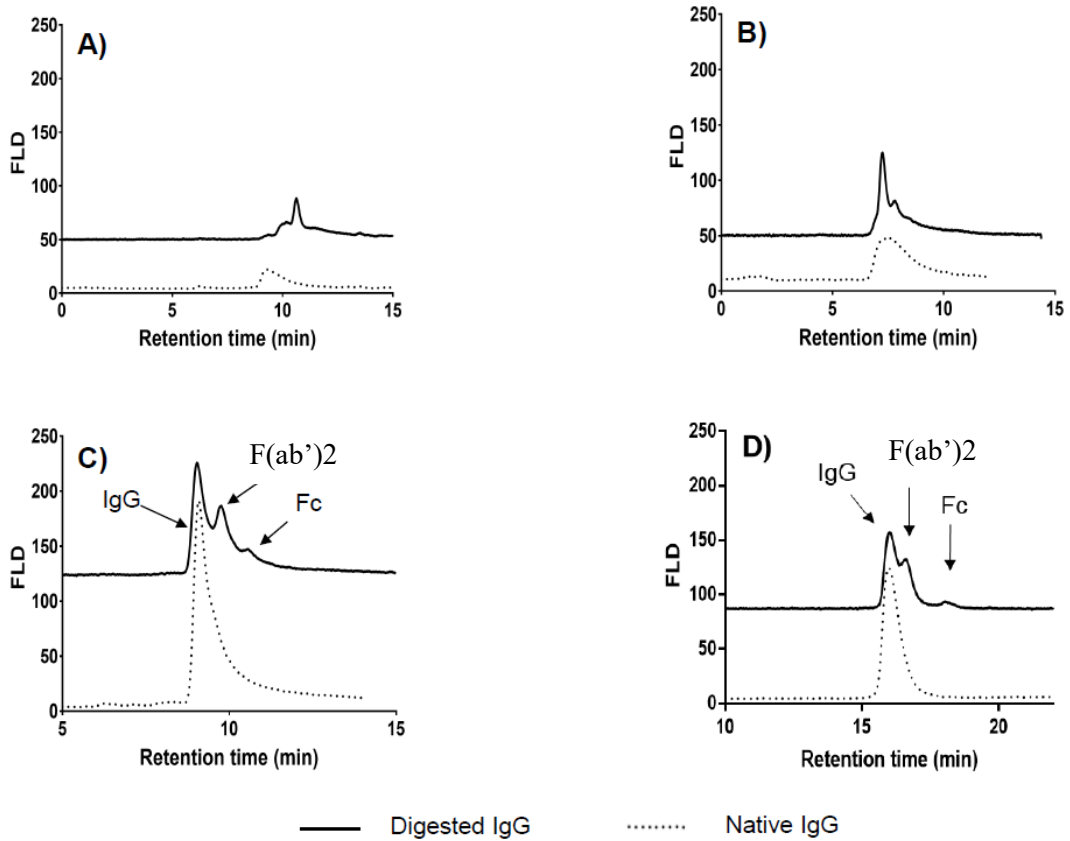 A)
250
200
150
100
50
0
FLD
0 5 10 15
Retention time (min)
B)
250
200
150
100
50
0
FLD
0 5 10 15
Retention time (min)
C)
250
200
150
100
50
0
FLD
F(ab’)2
IgG
Fc
5 10 15
Retention time (min)
D)
250
200
150
100
50
0
FLD
F(ab’)2
IgG
Fc
10 15 20
Retention time (min)
Digested IgG
Native IgG